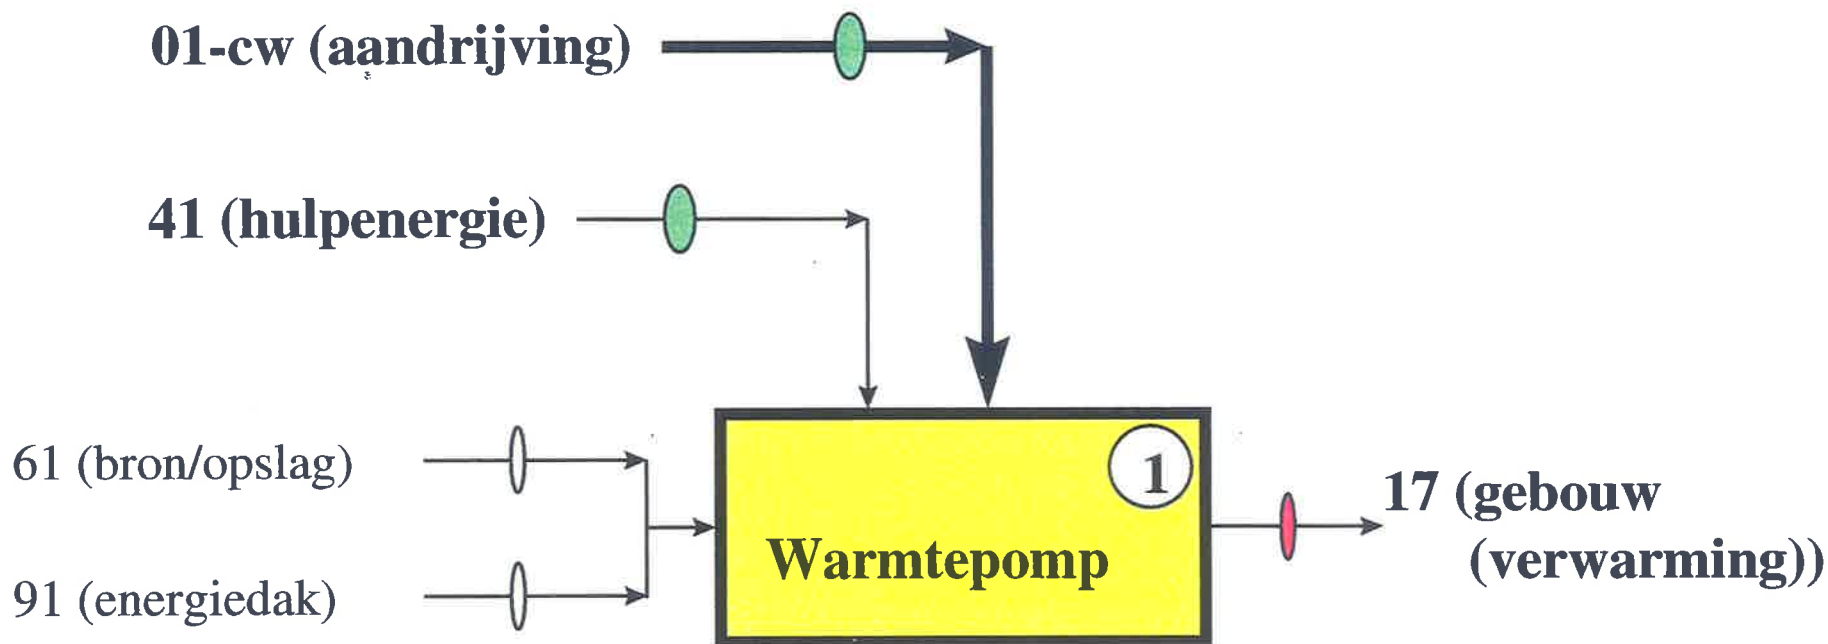 01-cw (aandrijving)
41 (hulpenergie)
61 (bron/opslag)
91 (energiedak)
1
Warmtepomp
17 (gebouw
(verwarming))